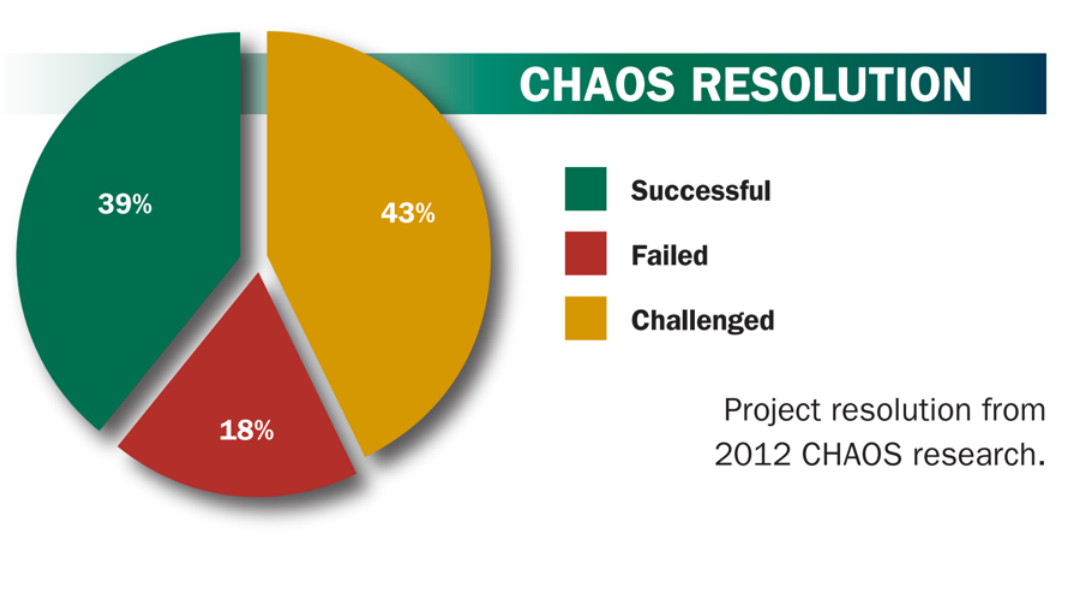 CHAOS RESOLUTION
39%
43%
18%
Successful
Failed
Challenged
Project resolution from
2012 CHAOS research.